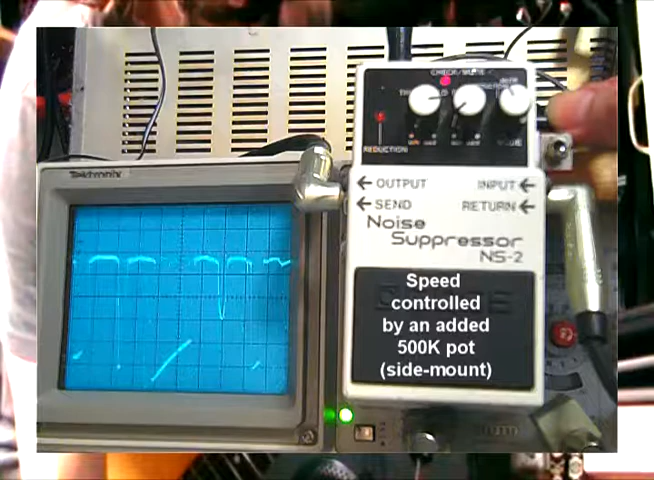 Tektronix
CHECK/MUTE
REDUCTION
OUTPUT
INPUT
SEND
RETURN
Noise
Suppressor
NS-2
Speed
controlled
by an added
500K pot
(side-mount)